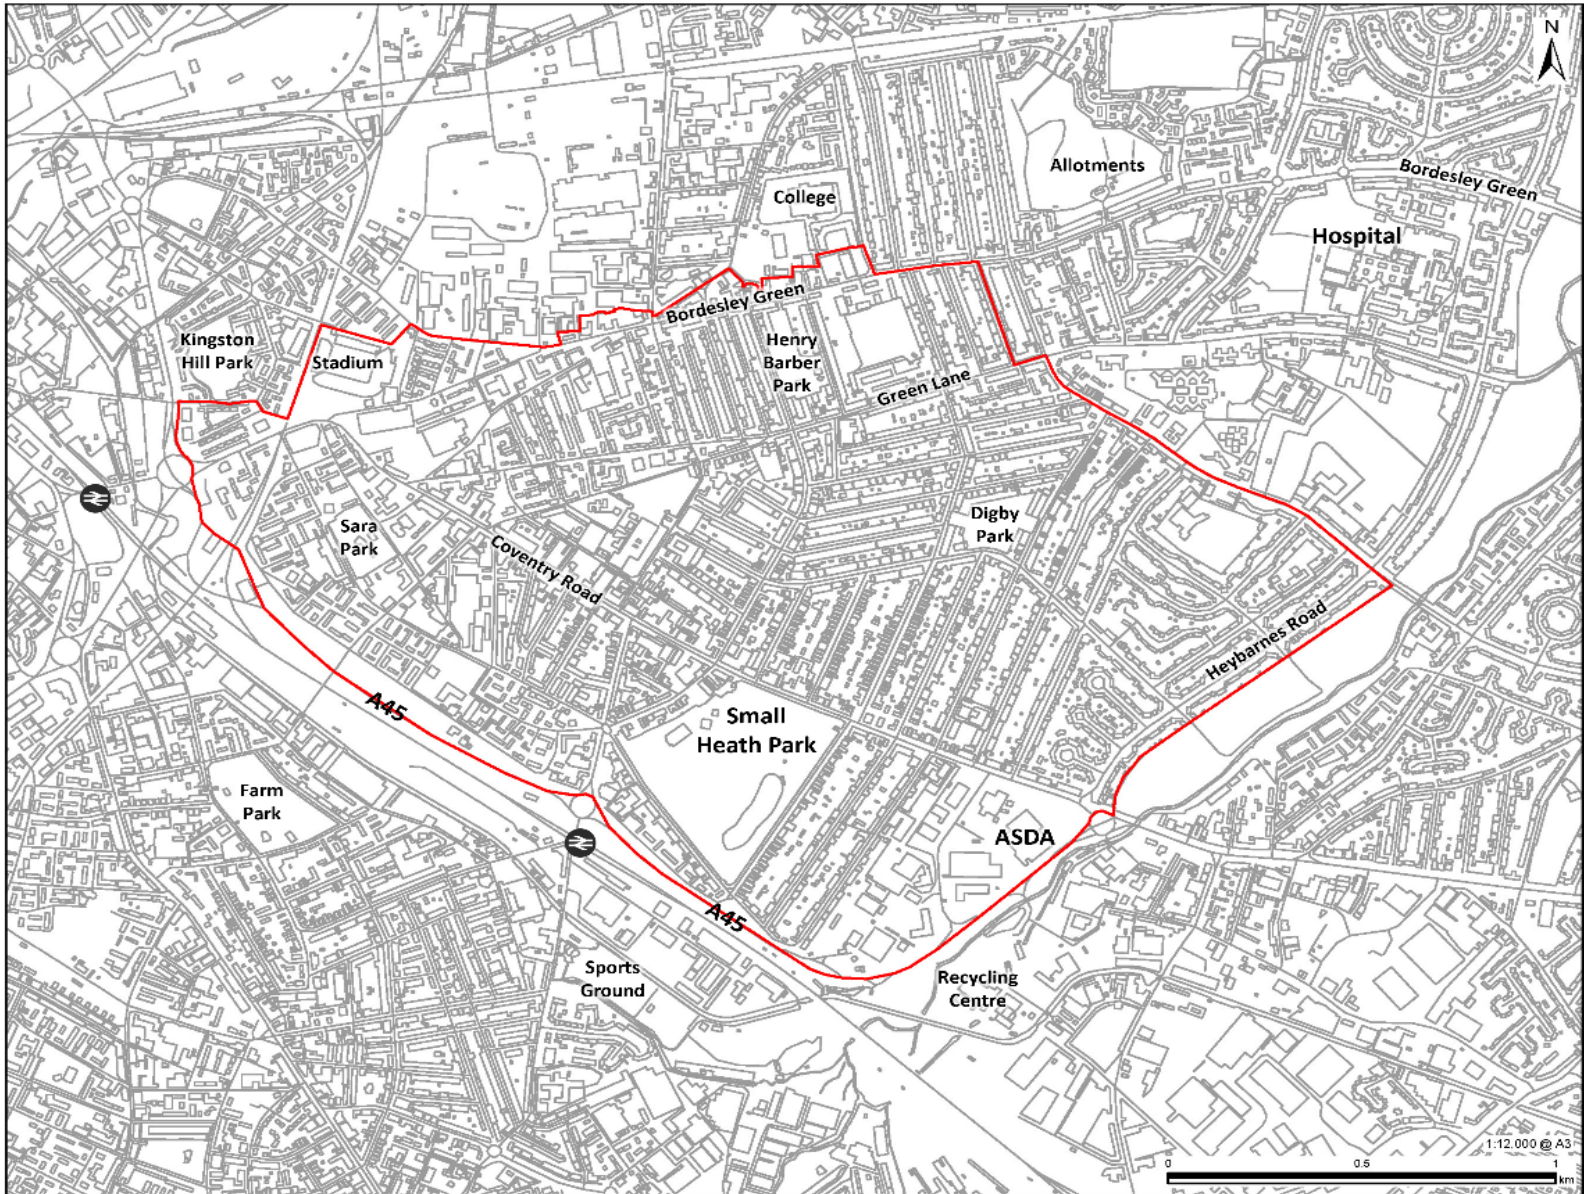 N
Allotments
Bordesley Green
College
Hospital
Bordesley Green
Kingston
Hill Park
Stadium
Henry
Barber
Park
Green Lane
Sara
Park
Coventry Road
Digby
Park
Heybarnes Road
A45
Small
Heath Park
Farm
Park
ASDA
A45
Sports
Ground
Recycling
Centre
1:12,000 @ A3
0 0.5 1
km